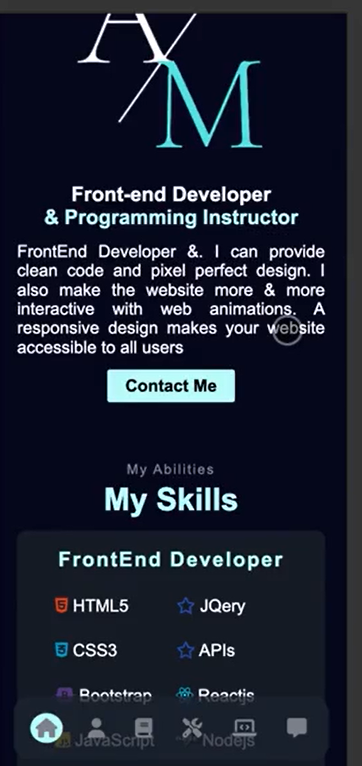 A/M
Front-end Developer
& Programming Instructor
FrontEnd Developer &. I can provide
clean code and pixel perfect design. I
also make the website more & more
interactive with web animations. A
responsive design makes your website
accessible to all users
Contact Me
My Abilities
My Skills
FrontEnd Developer
HTML5 JQery
CSS3 APIs
Bootstrap Reactjs
JavaScript Nodejs